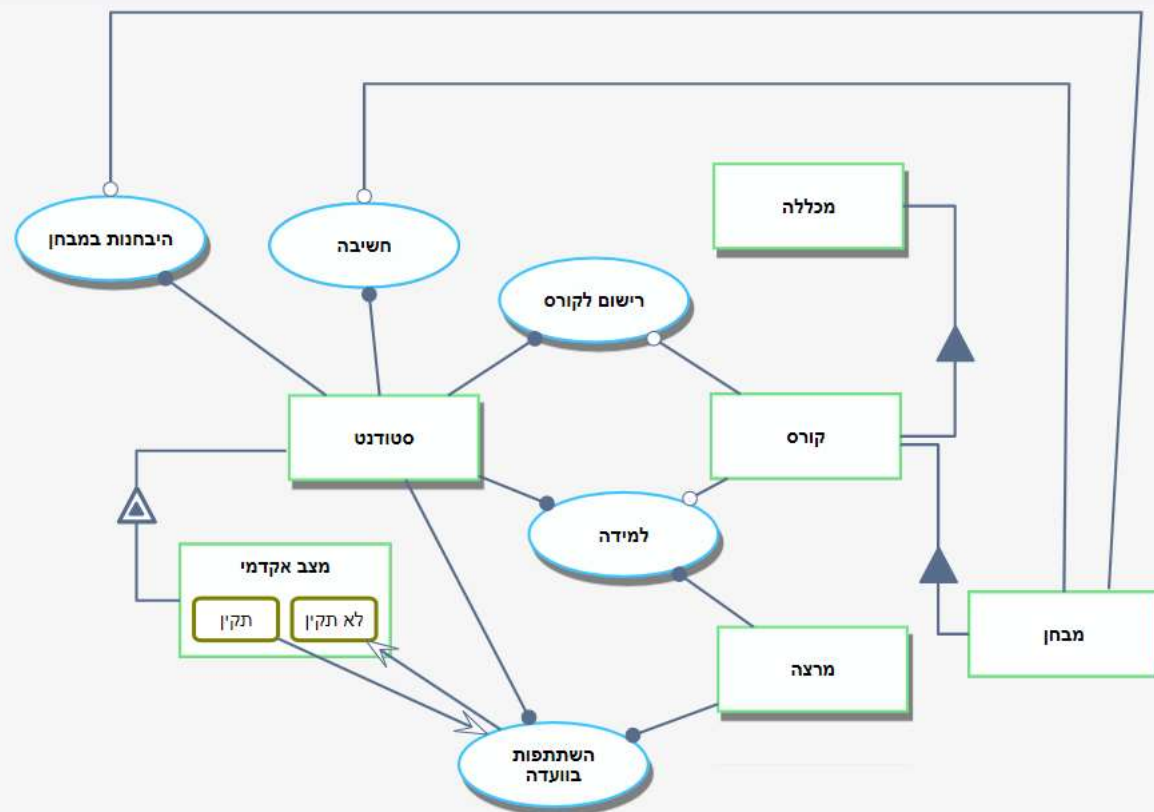 מכללה
היבחנות במבחן
חשיבה
רישום לקורס
סטודנט
קורס
למידה
מצב אקדמי
לא תקין
תקין
מבחן
מרצה
השתתפות
בוועדה